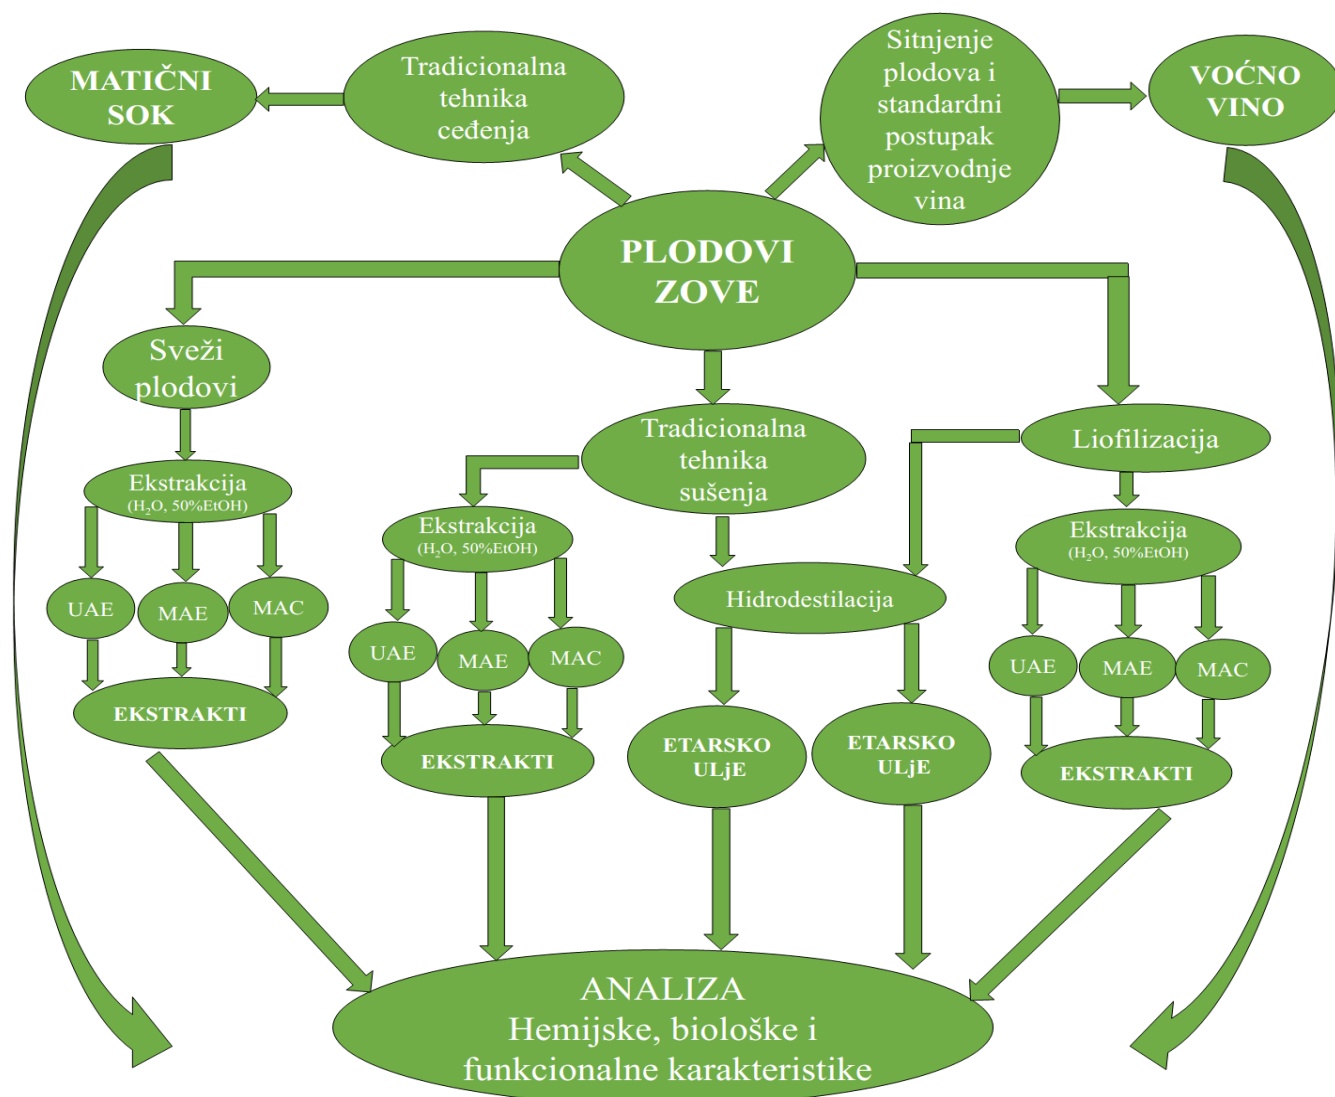 MATIČNI
SOK
Tradicionalna
tehnika
ceđenja
Sitnjenje
plodova i
standardni
postupak
proizvodnje
vina
VOĆNO
VINO
PLODOVI
ZOVE
Sveži
plodovi
Tradicionalna
tehnika
sušenja
Liofilizacija
Ekstrakcija
(H₂O, 50%EtOH)
Ekstrakcija
(H₂O, 50%EtOH)
Ekstrakcija
(H₂O, 50%EtOH)
Hidrodestilacija
UAE
MAE
MAC
UAE
MAE
MAC
UAE
MAE
MAC
EKSTRAKTI
EKSTRAKTI
ETARSKO
ULjE
ETARSKO
ULjE
EKSTRAKTI
ANALIZA
Hemijske, biološke i
funkcionalne karakteristike